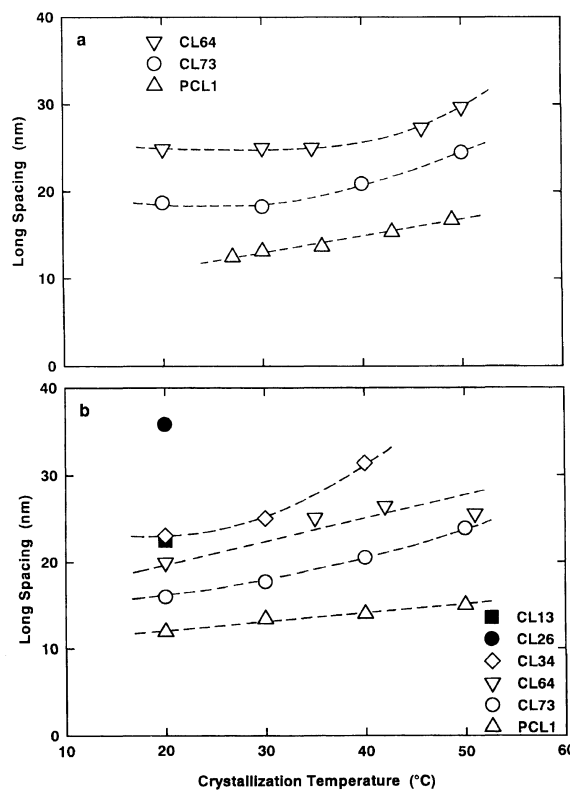 a
CL64
CL73
PCL1
40
30
20
10
0
Long Spacing (nm)
b
40
30
20
10
0
Long Spacing (nm)
CL13
CL26
CL34
CL64
CL73
PCL1
10 20 30 40 50 60
Crystallization Temperature (°C)